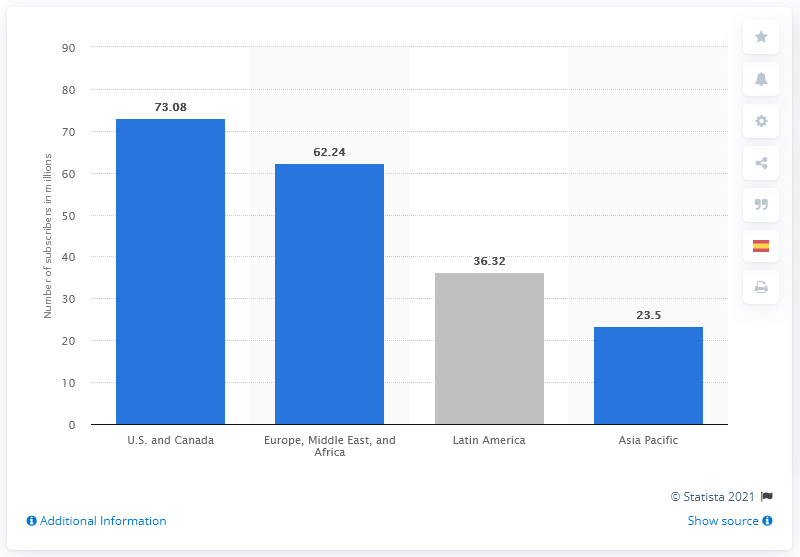 90
80
70
60
50
40
30
20
10
0
Number of subscribers in millions
73.08
62.24
36.32
23.5
U.S. and Canada
Europe, Middle East, and
Africa
Latin America
Asia Pacific
© Statista 2021
Additional Information
Show source